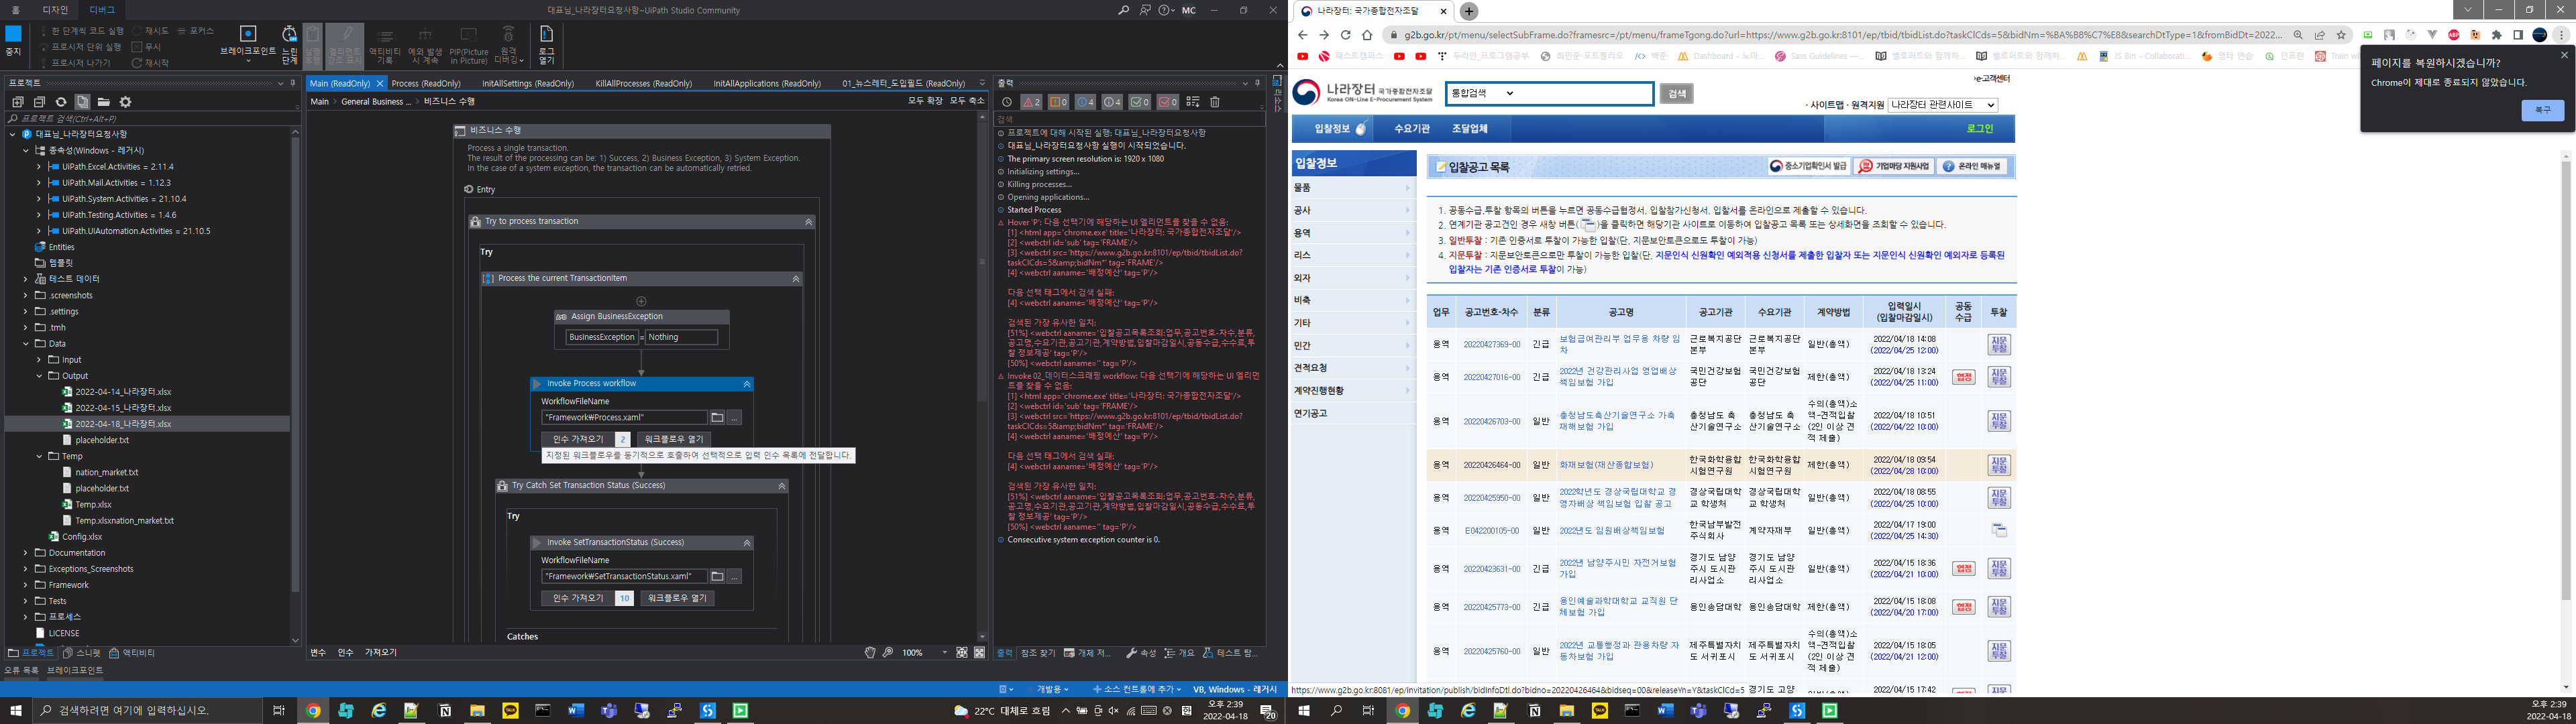 홈
디자인
디버그
대표님_나라장터요청사항-UiPath Studio Community
MC
중지
한 단계씩 코드 실행
프로시저 단위 실행
프로시저 나가기
재시도
무시
재시작
포커스
브레이크포인트
느린
단계
실행
추적
엘리먼트
강조 표시
액티비티
기록
예외 발생
시 계속
PIP(Picture
in Picture)
원격
디버깅
로그
열기
프로젝트
프로젝트 검색(Ctrl+Alt+P)
대표님_나라장터요청사항
종속성(Windows - 레거시)
UiPath.Excel.Activities = 2.11.4
UiPath.Mail.Activities = 1.12.3
UiPath.System.Activities = 21.10.4
UiPath.Testing.Activities = 1.4.6
UiPath.UIAutomation.Activities = 21.10.5
Entities
템플릿
테스트 데이터
.screenshots
.settings
.tmh
Data
Input
Output
2022-04-14_나라장터.xlsx
2022-04-15_나라장터.xlsx
2022-04-18_나라장터.xlsx
placeholder.txt
Temp
nation_market.txt
placeholder.txt
Temp.xlsx
Temp.xlsxnation_market.txt
Config.xlsx
Documentation
Exceptions_Screenshots
Framework
Tests
프로세스
LICENSE
프로젝트
스니펫
액티비티
오류 목록
브레이크포인트
Main (ReadOnly)
Process (ReadOnly)
InitAllSettings (ReadOnly)
KillAllProcesses (ReadOnly)
InitAllApplications (ReadOnly)
01_뉴스레터_도입필드 (ReadOnly)
Main > General Business ... > 비즈니스 수행
모두 확장
모두 축소
비즈니스 수행
Process a single transaction.
The result of the processing can be: 1) Success, 2) Business Exception, 3) System Exception.
In the case of a system exception, the transaction can be automatically retried.
Entry
Try to process transaction
Try
Process the current TransactionItem
Assign BusinessException
BusinessException = Nothing
Invoke Process workflow
WorkflowFileName
"Framework₩Process.xaml"
인수 가져오기 2
워크플로우 열기
지정된 워크플로우를 동기적으로 호출하여 선택적으로 입력 인수 목록에 전달합니다.
Try Catch Set Transaction Status (Success)
Try
Invoke SetTransactionStatus (Success)
WorkflowFileName
"Framework₩SetTransactionStatus.xaml"
인수 가져오기 10
워크플로우 열기
Catches
변수
인수
가져오기
100%
출력
2
0
4
4
0
0
검색
프로젝트에 대해 시작된 실행: 대표님_나라장터요청사항
대표님_나라장터요청사항 실행이 시작되었습니다.
The primary screen resolution is: 1920 x 1080
Initializing settings...
Killing processes...
Opening applications...
Started Process
Hover 'P': 다음 선택기에 해당하는 UI 엘리먼트를 찾을 수 없음:
[1] <html app='chrome.exe' title='나라장터: 국가종합전자조달'/>
[2] <webctrl id='sub' tag='FRAME'/>
[3] <webctrl src='https://www.g2b.go.kr:8101/ep/tbid/tbidList.do?
taskClCds=5&amp;bidNm*' tag='FRAME'/>
[4] <webctrl aaname='배정예산' tag='P'/>
다음 선택 태그에서 검색 실패:
[4] <webctrl aaname='배정예산' tag='P'/>
검색된 가장 유사한 일치:
[51%] <webctrl aaname='입찰공고목록조회:업무,공고번호-차수,분류,
공고명,수요기관,공고기관,계약방법,입찰마감일시,공동수급,수수료,투
찰 정보제공' tag='P'/>
[50%] <webctrl aaname='' tag='P'/>
Invoke 02_데이터스크래핑 workflow: 다음 선택기에 해당하는 UI 엘리먼
트를 찾을 수 없음:
[1] <html app='chrome.exe' title='나라장터: 국가종합전자조달'/>
[2] <webctrl id='sub' tag='FRAME'/>
[3] <webctrl src='https://www.g2b.go.kr:8101/ep/tbid/tbidList.do?
taskClCds=5&amp;bidNm*' tag='FRAME'/>
[4] <webctrl aaname='배정예산' tag='P'/>
다음 선택 태그에서 검색 실패:
[4] <webctrl aaname='배정예산' tag='P'/>
검색된 가장 유사한 일치:
[51%] <webctrl aaname='입찰공고목록조회:업무,공고번호-차수,분류,
공고명,수요기관,공고기관,계약방법,입찰마감일시,공동수급,수수료,투
찰 정보제공' tag='P'/>
[50%] <webctrl aaname='' tag='P'/>
Consecutive system exception counter is 0.
출력
참조 찾기
개체 저...
속성
개요
테스트 탐...
개발용
소스 컨트롤에 추가
VB, Windows - 레거시
검색하려면 여기에 입력하십시오.
22°C 대체로 흐림
오후 2:39
2022-04-18
20
나라장터: 국가종합전자조달
g2b.go.kr/pt/menu/selectSubFrame.do?framesrc=/pt/menu/frameTgong.do?url=https://www.g2b.go.kr:8101/ep/tbid/tbidList.do?taskClCds=5&bidNm=%BA%B8%C7%E8&searchDtType=1&fromBidDt=2022...
패스트캠퍼스
두리안_프로그램공부
최민준 포트폴리오
백준
Dashboard – 노마...
Sass Guidelines —...
벨로퍼트와 함께하...
벨로퍼트와 함께하...
JS Bin - Collaborati...
영타 연습
인프런
Train wi
페이지를 복원하시겠습니까?
Chrome이 제대로 종료되지 않았습니다.
복구
나라장터 국가종합전자조달
Korea ON-Line E-Procurement System
통합검색
검색
e-고객센터
· 사이트맵 · 원격지원
나라장터 관련사이트
입찰정보
수요기관
조달업체
로그인
입찰정보
물품
공사
용역
리스
외자
비축
기타
민간
견적요청
계약진행현황
연기공고
입찰공고 목록
중소기업확인서 발급
기업마당 지원사업
온라인 매뉴얼
1. 공동수급,투찰 항목의 버튼을 누르면 공동수급협정서, 입찰참가신청서, 입찰서를 온라인으로 제출할 수 있습니다.
2. 연계기관 공고건인 경우 새창 버튼( )을 클릭하면 해당기관 사이트로 이동하여 입찰공고 목록 또는 상세화면을 조회할 수 있습니다.
3. 일반투찰 : 기존 인증서로 투찰이 가능한 입찰(단, 지문보안토큰으로도 투찰이 가능)
4. 지문투찰 : 지문보안토큰으로만 투찰이 가능한 입찰(단, 지문인식 신원확인 예외적용 신청서를 제출한 입찰자 또는 지문인식 신원확인 예외자로 등록된
입찰자는 기존 인증서로 투찰이 가능)
업무 공고번호-차수 분류 공고명 공고기관 수요기관 계약방법 입력일시 (입찰마감일시) 공동 수급 투찰
용역 20220427369-00 긴급 보험급여관리부 업무용 차량 임차 근로복지공단 본부 근로복지공단 본부 일반(총액) 2022/04/18 14:08 (2022/04/25 12:00) 지문 투찰
용역 20220427016-00 긴급 2022년 건강관리사업 영업배상책임보험 가입 국민건강보험공단 국민건강보험공단 제한(총액) 2022/04/18 13:24 (2022/04/25 11:00) 협정 지문 투찰
용역 20220426703-00 일반 충청남도축산기술연구소 가축재해보험 가입 충청남도 축산기술연구소 충청남도 축산기술연구소 수의(총액)소액-견적입찰(2인 이상 견적 제출) 2022/04/18 10:51 (2022/04/22 10:00) 지문 투찰
용역 20220426464-00 일반 화재보험(재산종합보험) 한국화학융합시험연구원 한국화학융합시험연구원 제한(총액) 2022/04/18 09:54 (2022/04/28 10:00) 지문 투찰
용역 20220425950-00 일반 2022학년도 경상국립대학교 경영자배상 책임보험 입찰 공고 경상국립대학교 학생처 경상국립대학교 학생처 일반(총액) 2022/04/18 08:55 (2022/04/25 10:00) 지문 투찰
용역 E042200105-00 일반 2022년도 임원배상책임보험 한국남부발전주식회사 계약자재부 일반(총액) 2022/04/17 19:00 (2022/04/25 14:30)
용역 20220423631-00 일반 2022년 남양주시민 자전거보험 가입 경기도 남양주시 도시관리사업소 경기도 남양주시 도시관리사업소 일반(총액) 2022/04/15 18:36 (2022/04/21 10:00) 협정 지문 투찰
용역 20220425773-00 긴급 용인예술과학대학교 교직원 단체보험 가입 용인송담대학 용인송담대학 제한(총액) 2022/04/15 18:08 (2022/04/20 17:00) 협정 지문 투찰
용역 20220425760-00 일반 2022년 교통행정과 관용차량 자동차보험 가입 제주특별자치도 서귀포시 제주특별자치도 서귀포시 수의(총액)소액-견적입찰(2인 이상 견적 제출) 2022/04/15 18:05 (2022/04/21 12:00) 지문 투찰
경기도 고양 2022/04/15 17:42
https://www.g2b.go.kr:8081/ep/invitation/publish/bidInfoDtl.do?bidno=20220426464&bidseq=00&releaseYn=Y&taskClCd=5
오후 2:39
2022-04-18